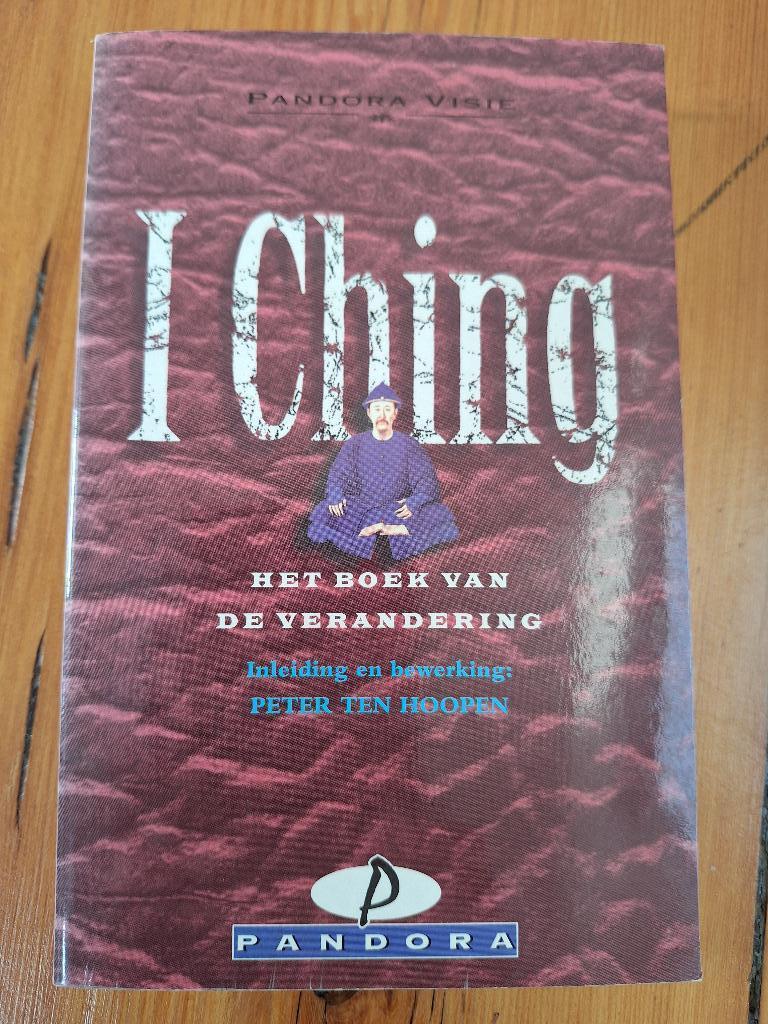 PANDORA VISIE
I Ching
HET BOEK VAN
DE VERANDERING
Inleiding en bewerking:
PETER TEN HOOPEN
P
PANDORA